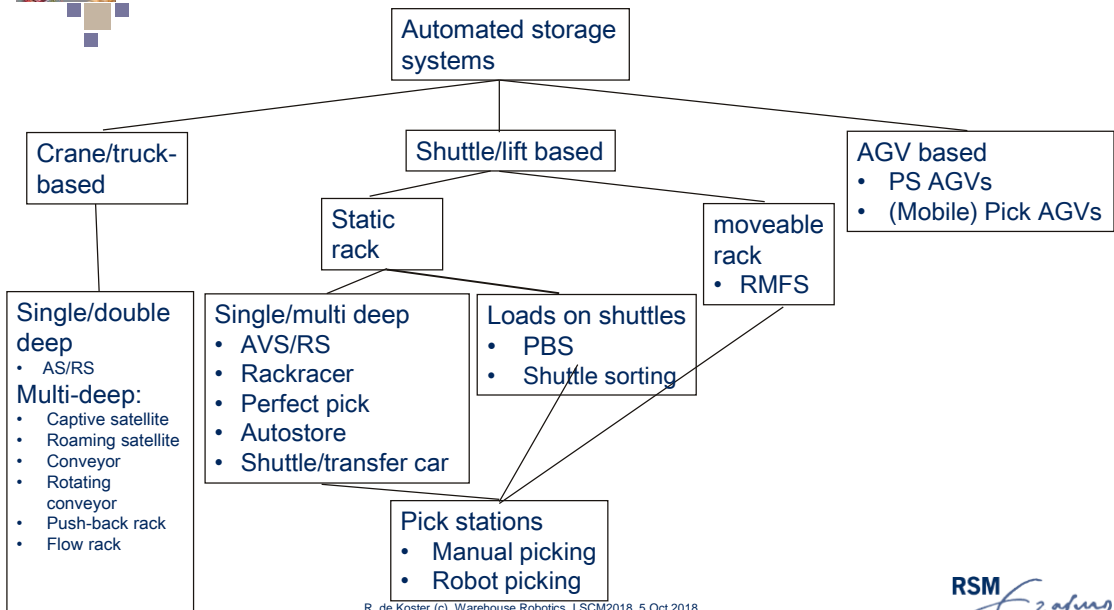 Automated storage
systems
Crane/truck-
based
Shuttle/lift based
AGV based
• PS AGVs
• (Mobile) Pick AGVs
Static
rack
moveable
rack
• RMFS
Single/double
deep
• AS/RS
Multi-deep:
• Captive satellite
• Roaming satellite
• Conveyor
• Rotating
conveyor
• Push-back rack
• Flow rack
Single/multi deep
• AVS/RS
• Rackracer
• Perfect pick
• Autostore
• Shuttle/transfer car
Loads on shuttles
• PBS
• Shuttle sorting
Pick stations
• Manual picking
• Robot picking
R. de Koster (c), Warehouse Robotics, LSCM2018, 5 Oct 2018
RSM